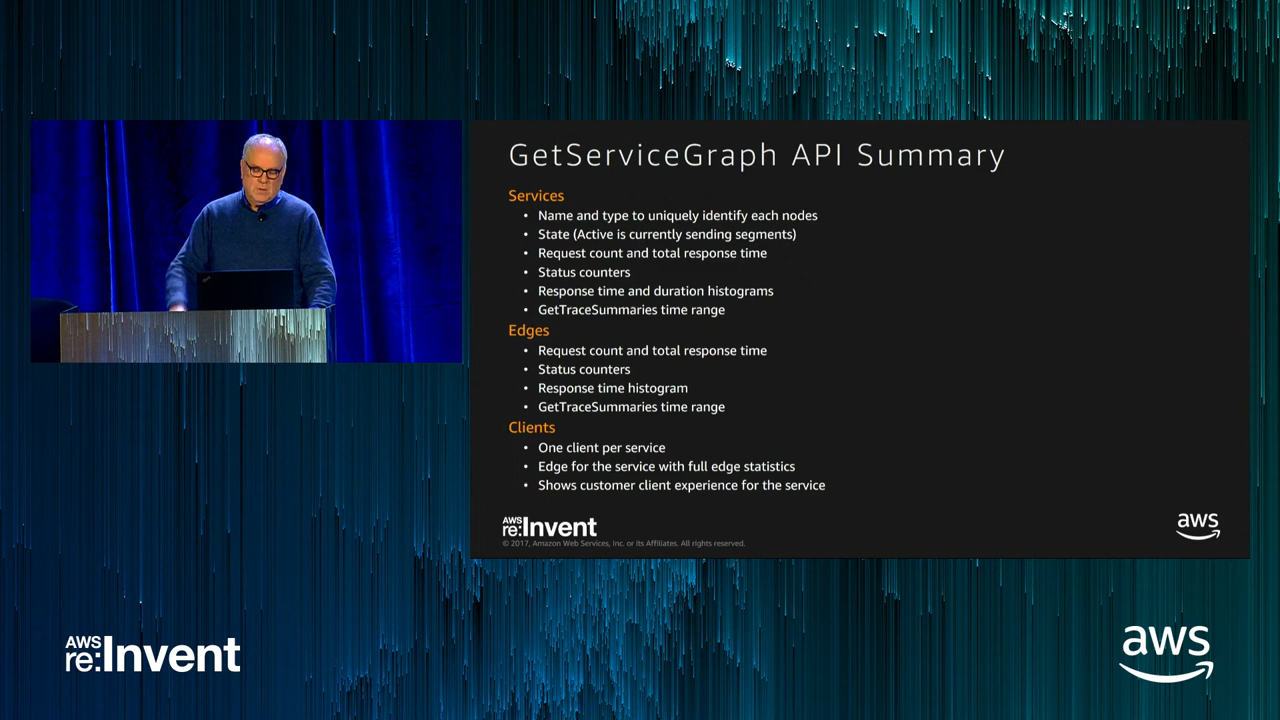 GetServiceGraph API Summary
Services
• Name and type to uniquely identify each nodes
• State (Active is currently sending segments)
• Request count and total response time
• Status counters
• Response time and duration histograms
• GetTraceSummaries time range
Edges
• Request count and total response time
• Status counters
• Response time histogram
• GetTraceSummaries time range
Clients
• One client per service
• Edge for the service with full edge statistics
• Shows customer client experience for the service
AWS
re:Invent
© 2017, Amazon Web Services, Inc. or its Affiliates. All rights reserved.
aws
AWS
re:Invent
aws